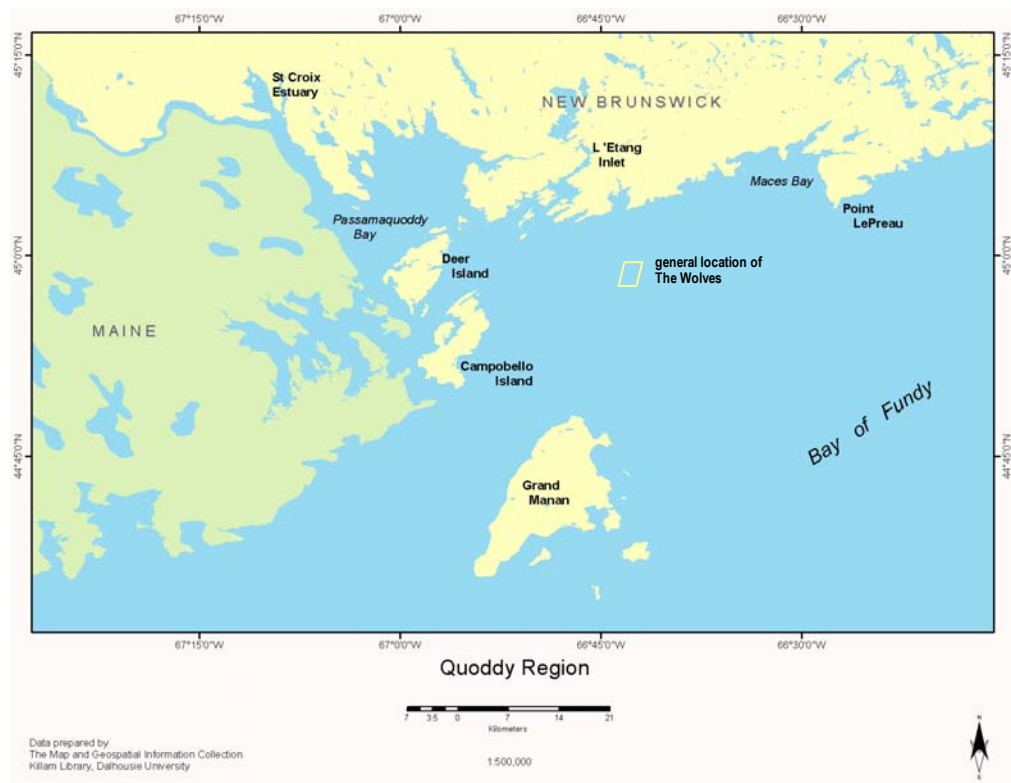 67°15'0"W 67°0'0"W 66°45'0"W 66°30'0"W
45°15'0"N 45°15'0"N
St Croix
Estuary
NEW BRUNSWICK
L 'Etang
Inlet
Maces Bay
Point
LePreau
Passamaquoddy
Bay
45°0'0"N 45°0'0"N
Deer
Island
general location of
The Wolves
MAINE
Campobello
Island
Bay of Fundy
44°45'0"N 44°45'0"N
Grand
Manan
67°15'0"W 67°0'0"W 66°45'0"W 66°30'0"W
Quoddy Region
7 3.5 0 7 14 21
Kilometers
Data prepared by
The Map and Geospatial Information Collection
Killam Library, Dalhousie University
1:500,000
N
S